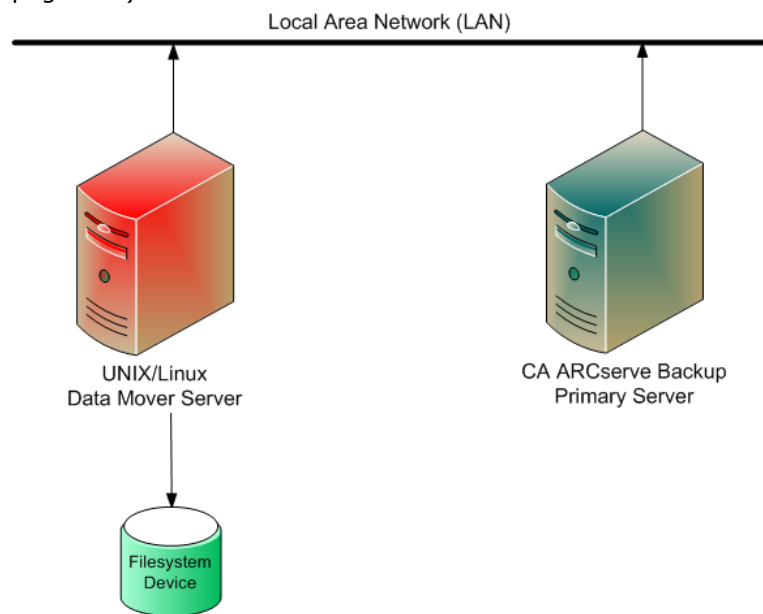 Local Area Network (LAN)
UNIX/Linux
Data Mover Server
CA ARCserve Backup
Primary Server
Filesystem
Device